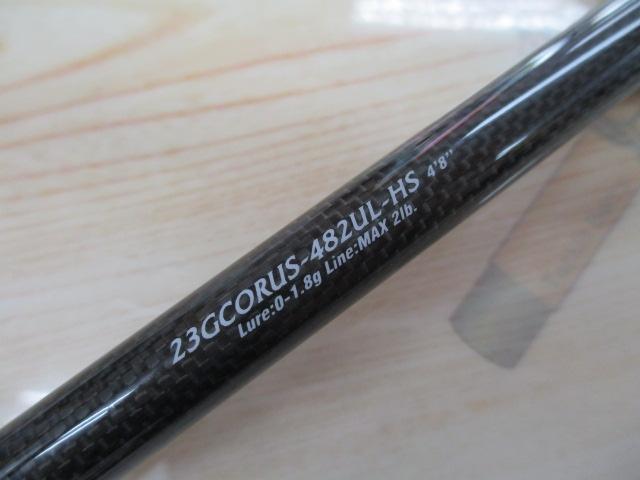 23GCORUS-482UL-HS 4'8"
Lure:0-1.8g Line:MAX 2lb.